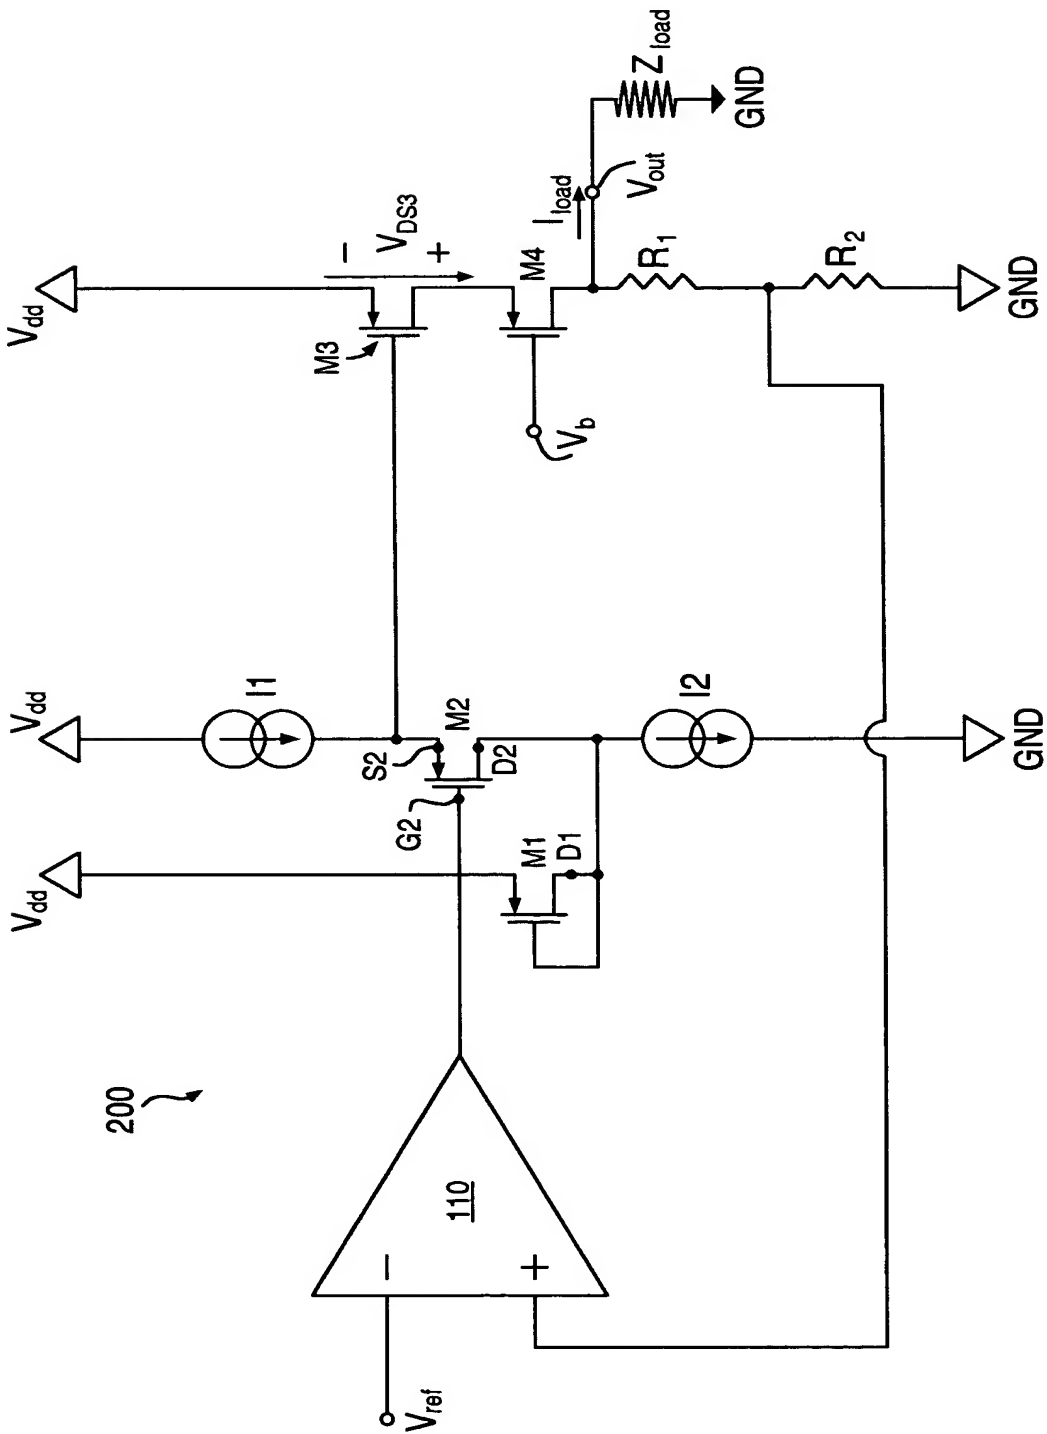 200
V_ref
−
+
110
V_dd
M1
D1
V_dd
I1
S2
M2
G2
D2
I2
GND
V_dd
M3
−
V_DS3
+
M4
V_b
I_load
V_out
Z_load
GND
R_1
R_2
GND